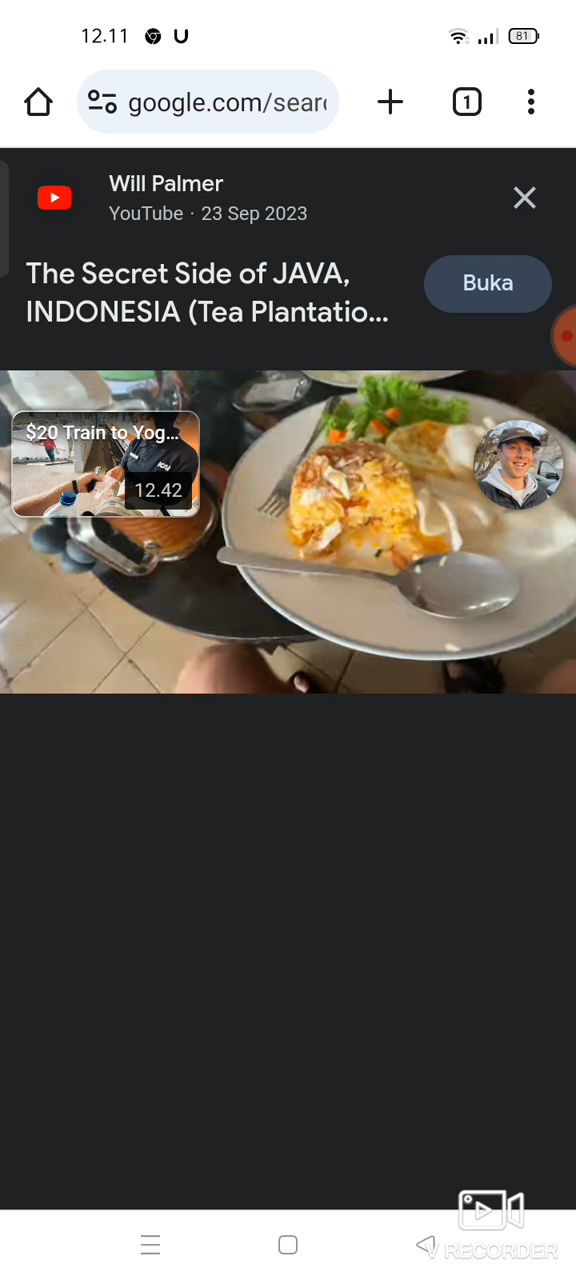 12.11
81
google.com/sear
1
Will Palmer
YouTube · 23 Sep 2023
The Secret Side of JAVA,
INDONESIA (Tea Plantatio...
Buka
$20 Train to Yog...
12.42
V RECORDER